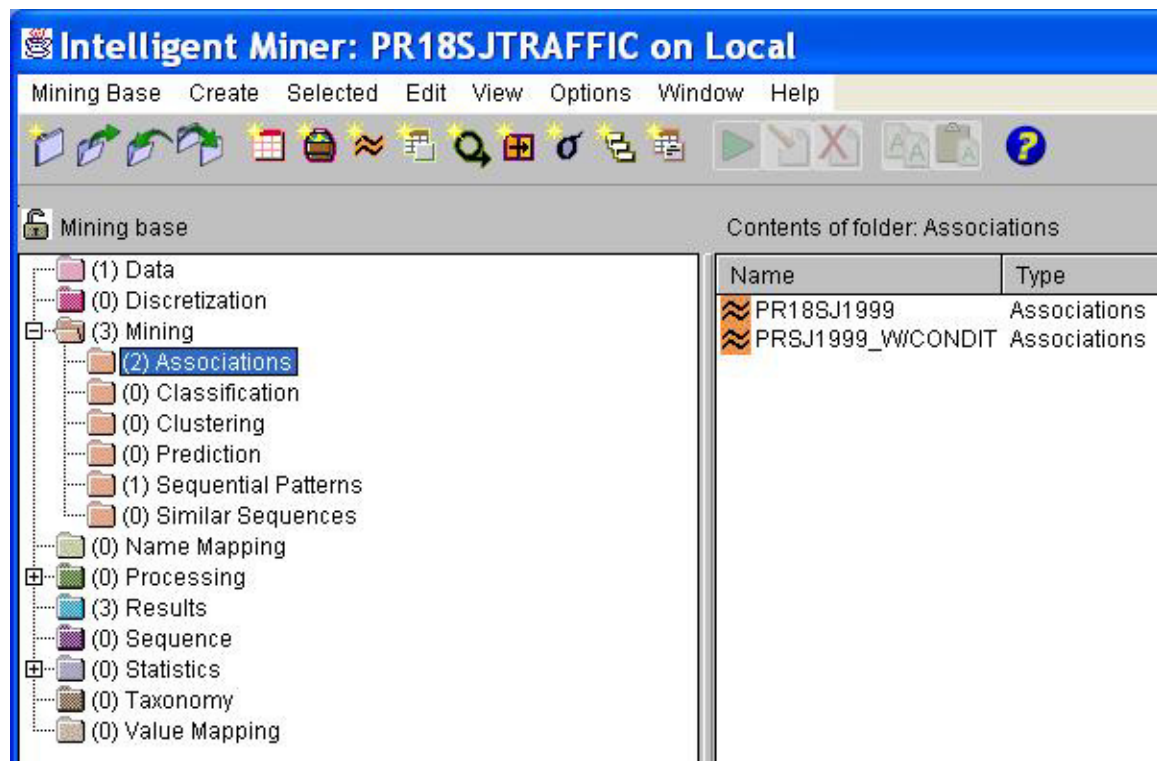 Intelligent Miner: PR18SJTRAFFIC on Local
Mining Base Create Selected Edit View Options Window Help
Mining base
Contents of folder: Associations
(1) Data
(0) Discretization
(3) Mining
(2) Associations
(0) Classification
(0) Clustering
(0) Prediction
(1) Sequential Patterns
(0) Similar Sequences
(0) Name Mapping
(0) Processing
(3) Results
(0) Sequence
(0) Statistics
(0) Taxonomy
(0) Value Mapping
Name Type
PR18SJ1999 Associations
PRSJ1999_W/CONDIT Associations